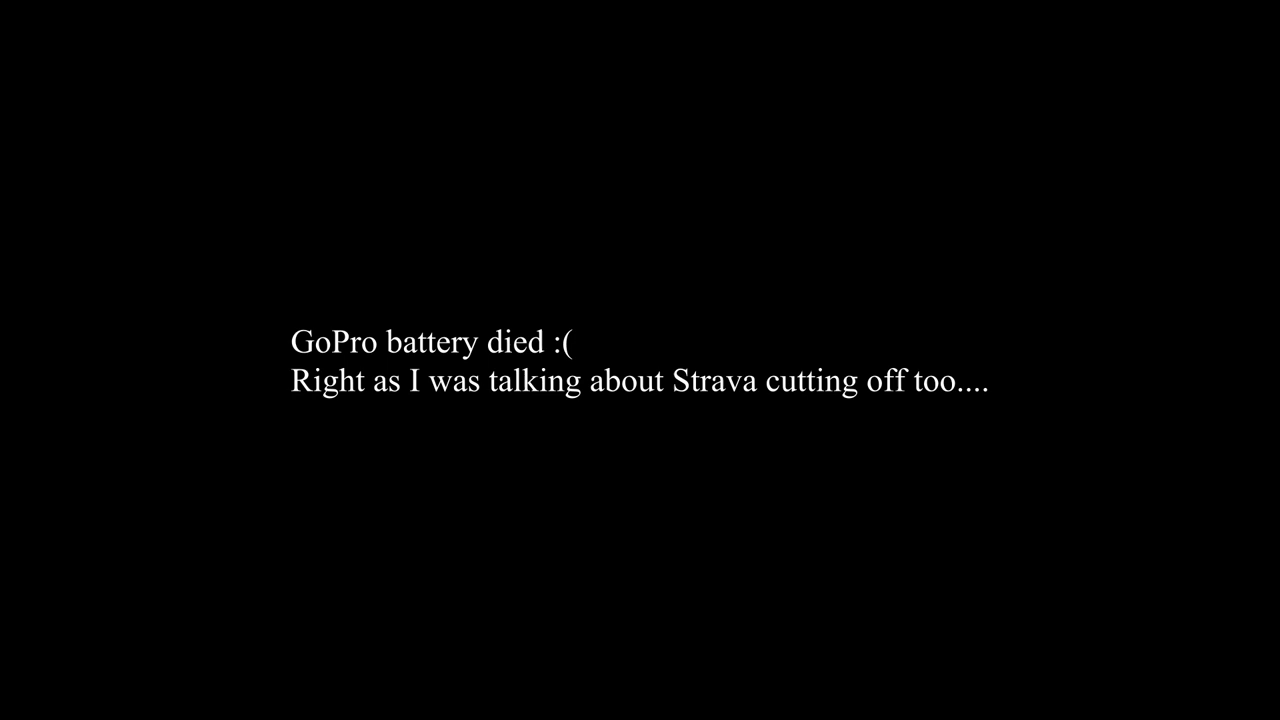 GoPro battery died :(
Right as I was talking about Strava cutting off too....